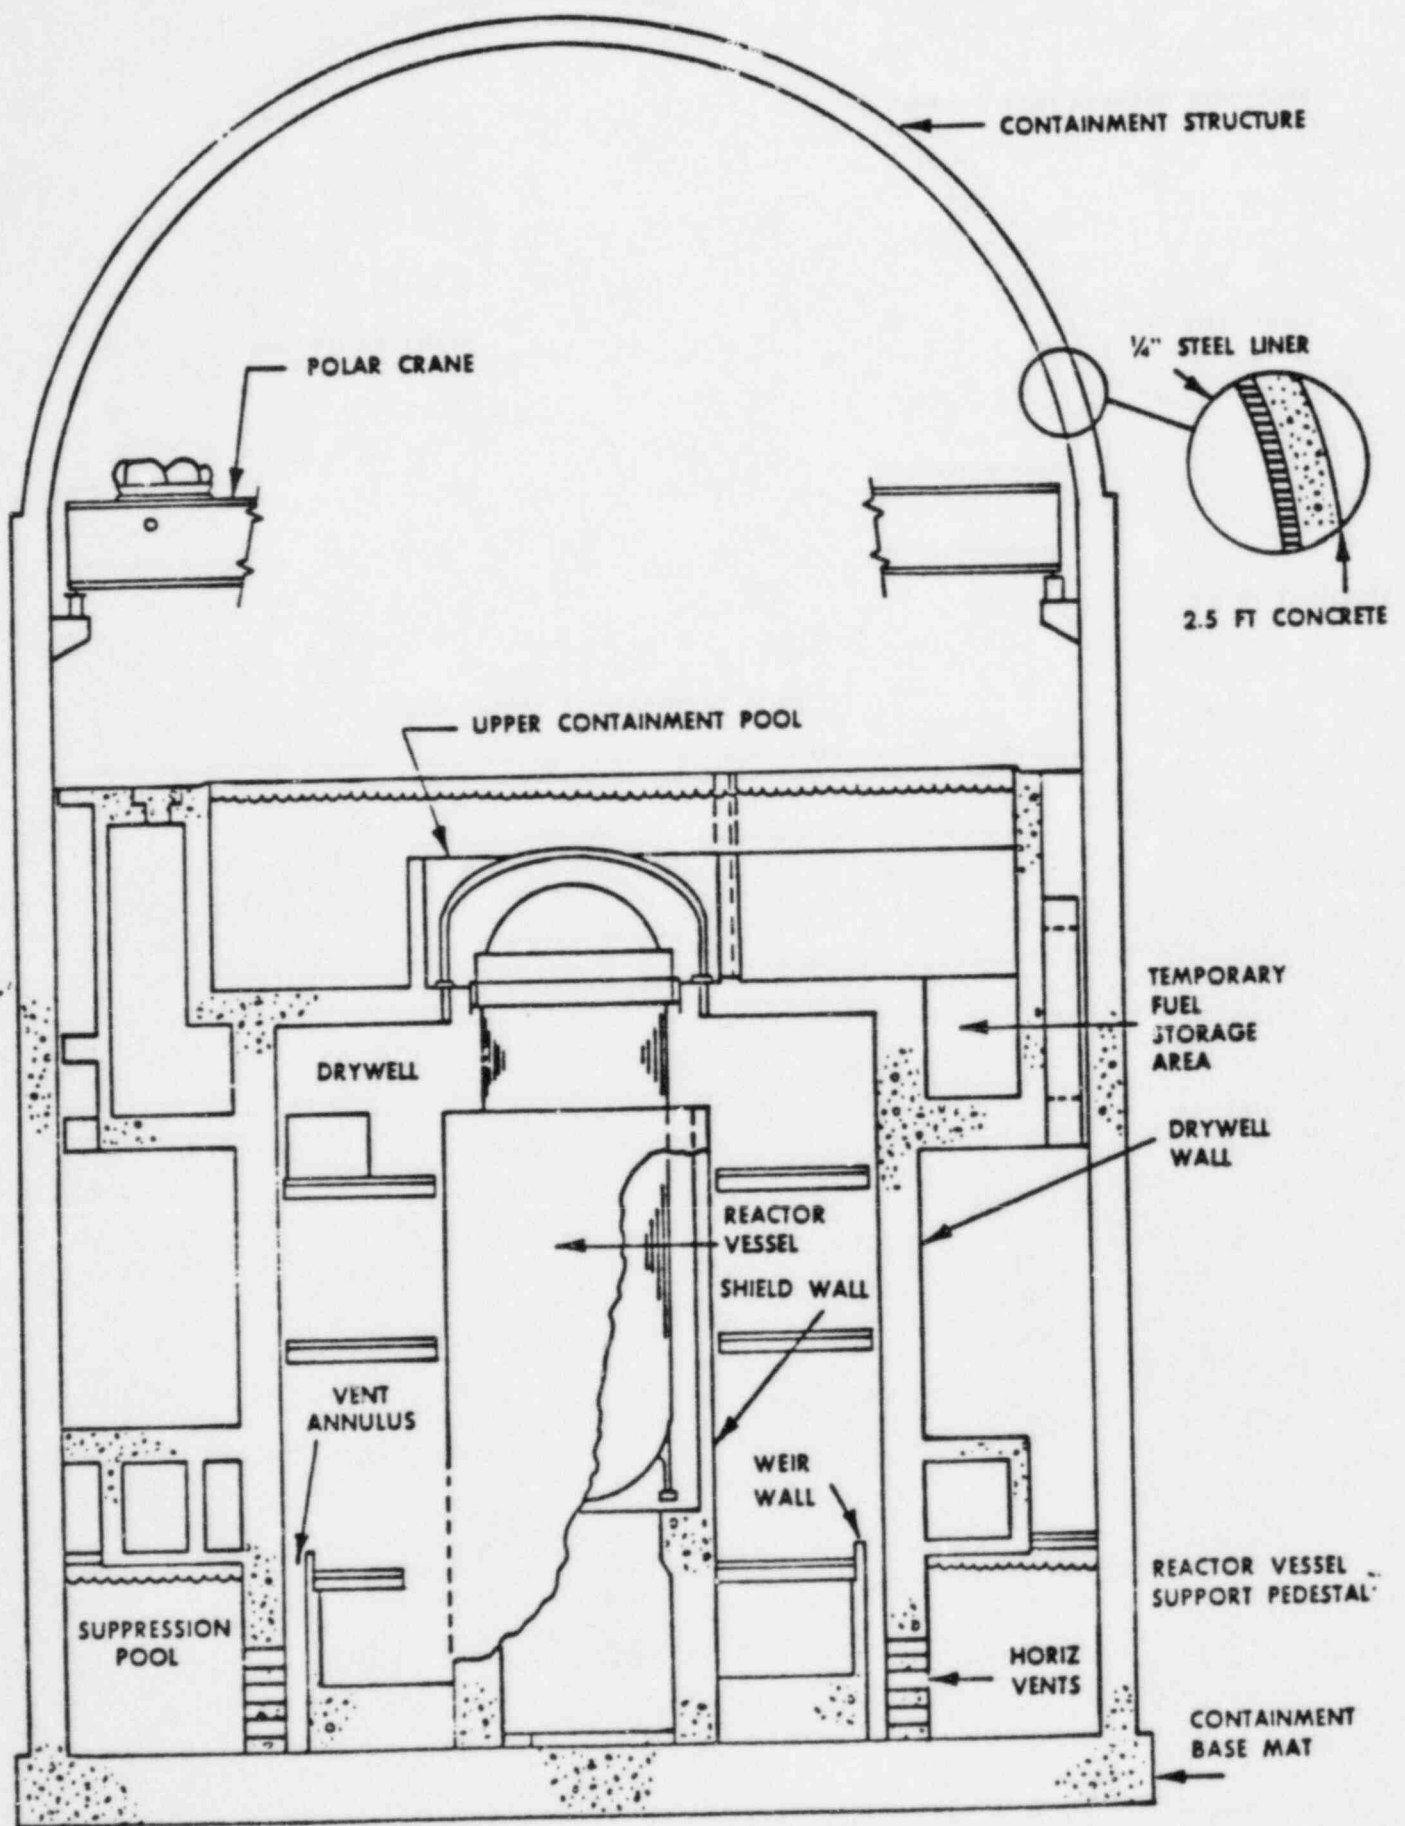 CONTAINMENT STRUCTURE
¼" STEEL LINER
POLAR CRANE
2.5 FT CONCRETE
UPPER CONTAINMENT POOL
TEMPORARY
FUEL
STORAGE
AREA
DRYWELL
DRYWELL
WALL
REACTOR
VESSEL
SHIELD WALL
VENT
ANNULUS
WEIR
WALL
REACTOR VESSEL
SUPPORT PEDESTAL
SUPPRESSION
POOL
HORIZ
VENTS
CONTAINMENT
BASE MAT